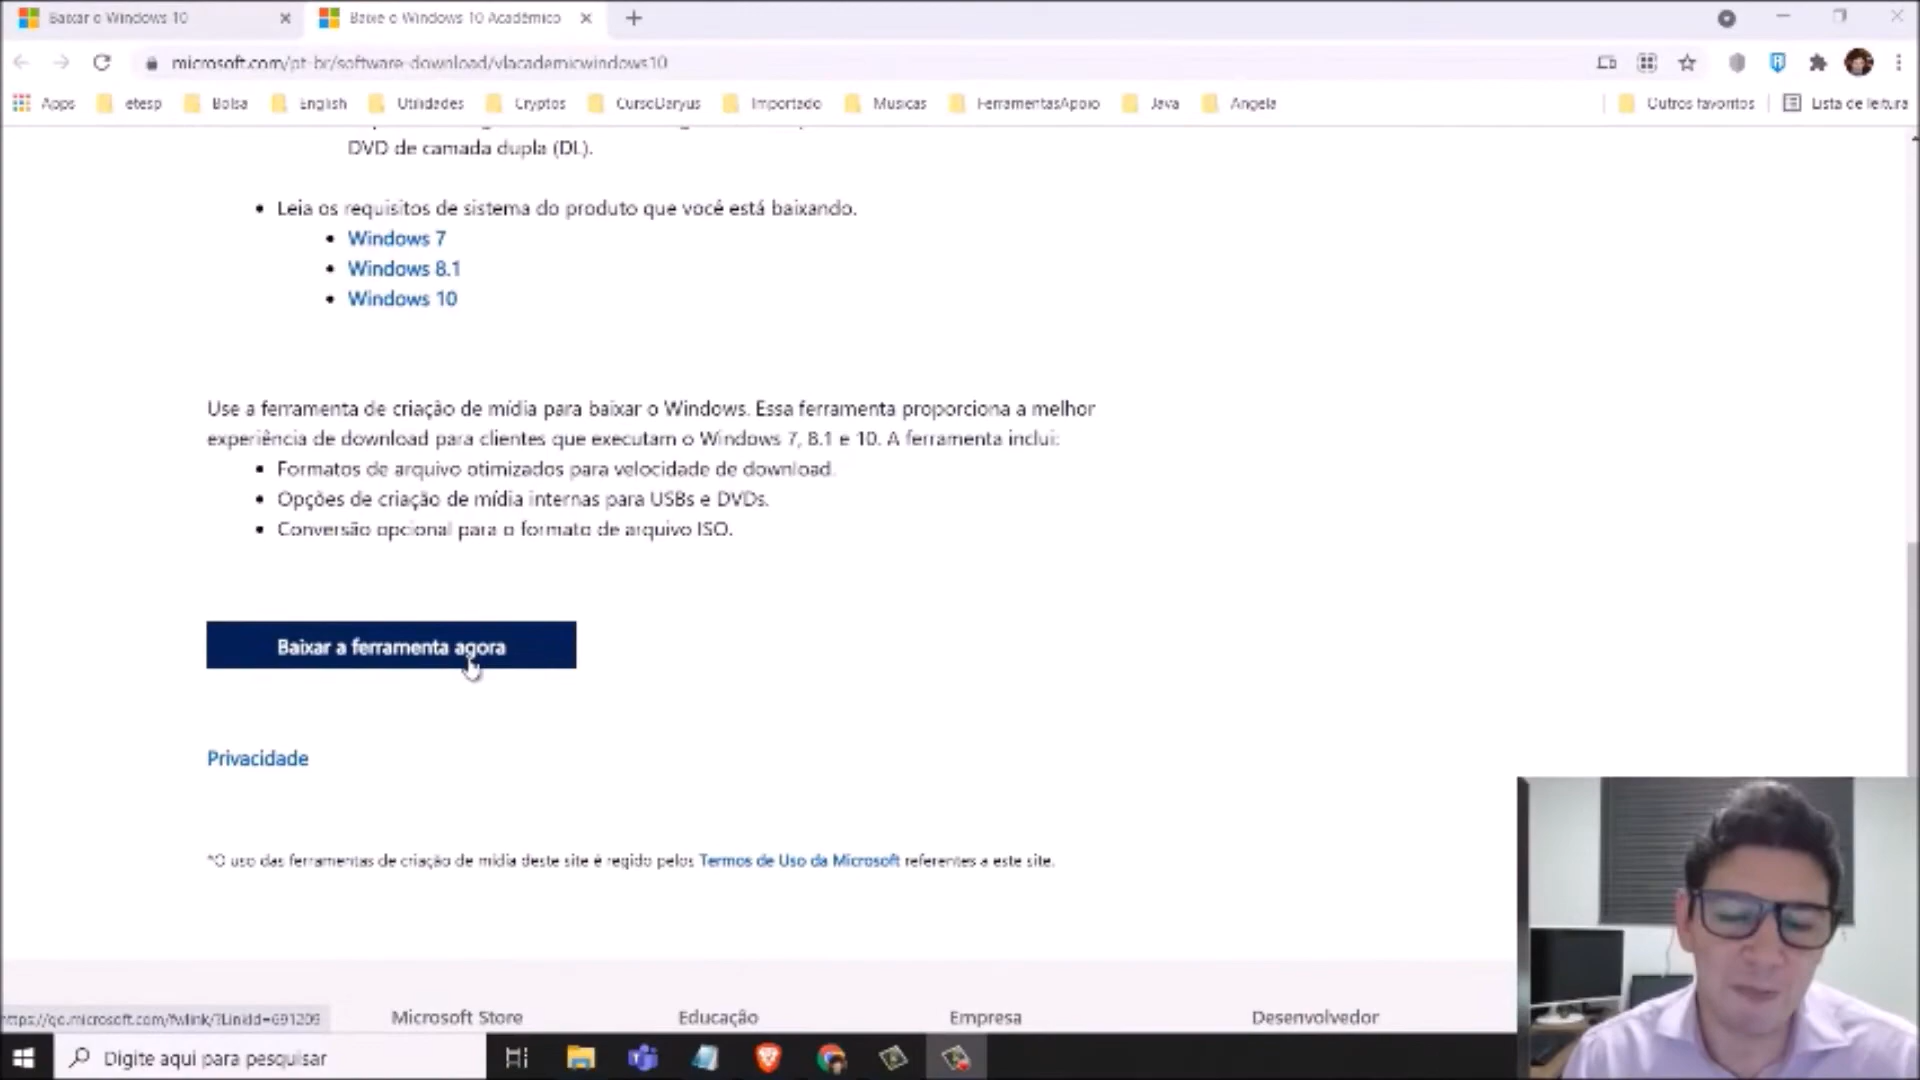 Baixar o Windows 10
Baixe o Windows 10 Acadêmico
microsoft.com/pt-br/software-download/vlacademicwindows10
Apps etesp Bolsa English Utilidades Cryptos CursoDaryus Importado Musicas FerramentasApoio Java Angela Outros favoritos Lista de leitura
DVD de camada dupla (DL).
Leia os requisitos de sistema do produto que você está baixando.
Windows 7
Windows 8.1
Windows 10
Use a ferramenta de criação de mídia para baixar o Windows. Essa ferramenta proporciona a melhor
experiência de download para clientes que executam o Windows 7, 8.1 e 10. A ferramenta inclui:
Formatos de arquivo otimizados para velocidade de download.
Opções de criação de mídia internas para USBs e DVDs.
Conversão opcional para o formato de arquivo ISO.
Baixar a ferramenta agora
Privacidade
*O uso das ferramentas de criação de mídia deste site é regido pelos Termos de Uso da Microsoft referentes a este site.
https://go.microsoft.com/fwlink/?LinkId=691209
Microsoft Store Educação Empresa Desenvolvedor
Digite aqui para pesquisar